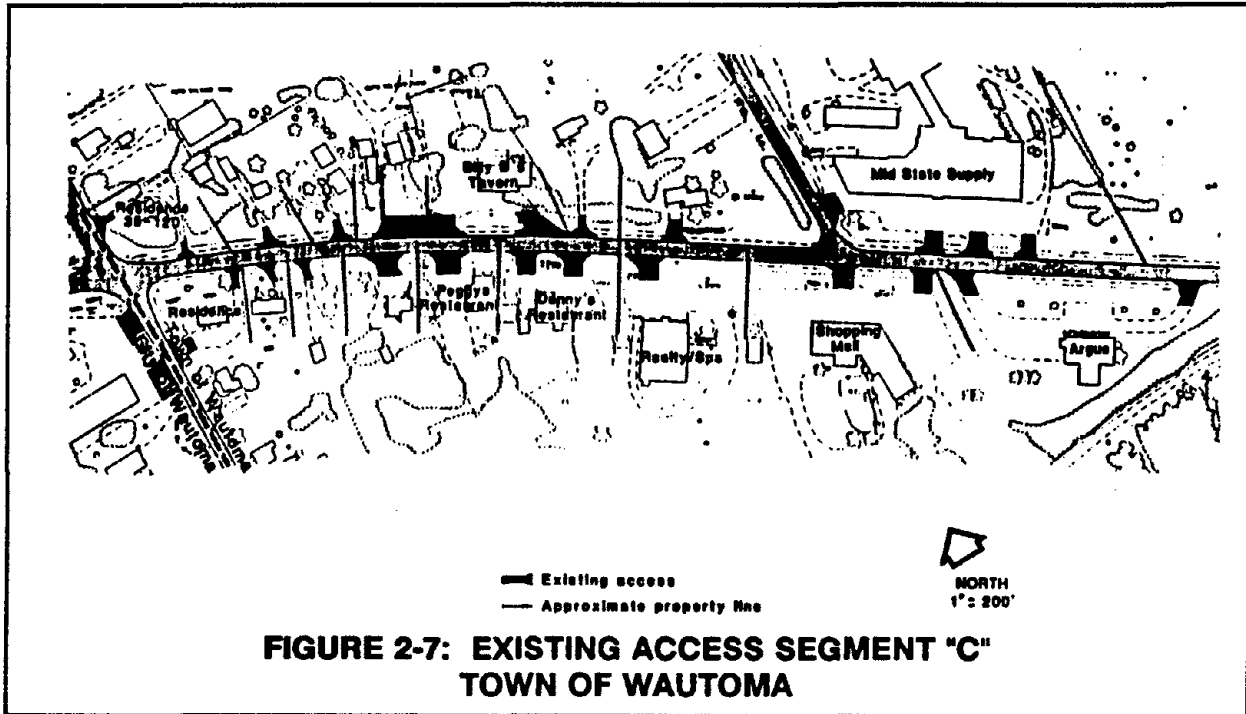 Residence
Tavern
Mid State Supply
Residence
Peggys
Restaurant
Danny's
Restaurant
Realty/Spa
Shopping
Mall
Argus
Existing access
Approximate property line
NORTH
1" = 200'
FIGURE 2-7: EXISTING ACCESS SEGMENT "C"
TOWN OF WAUTOMA